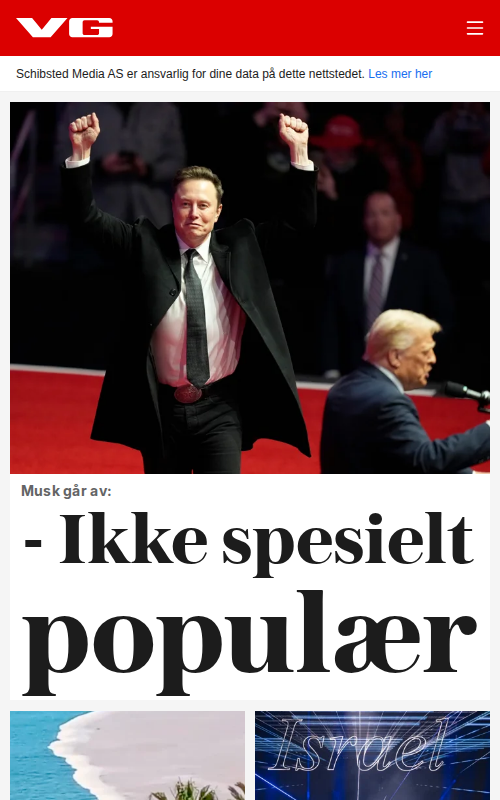 VG
Schibsted Media AS er ansvarlig for dine data på dette nettstedet. Les mer her
Musk går av:
- Ikke spesielt
populær
Israel